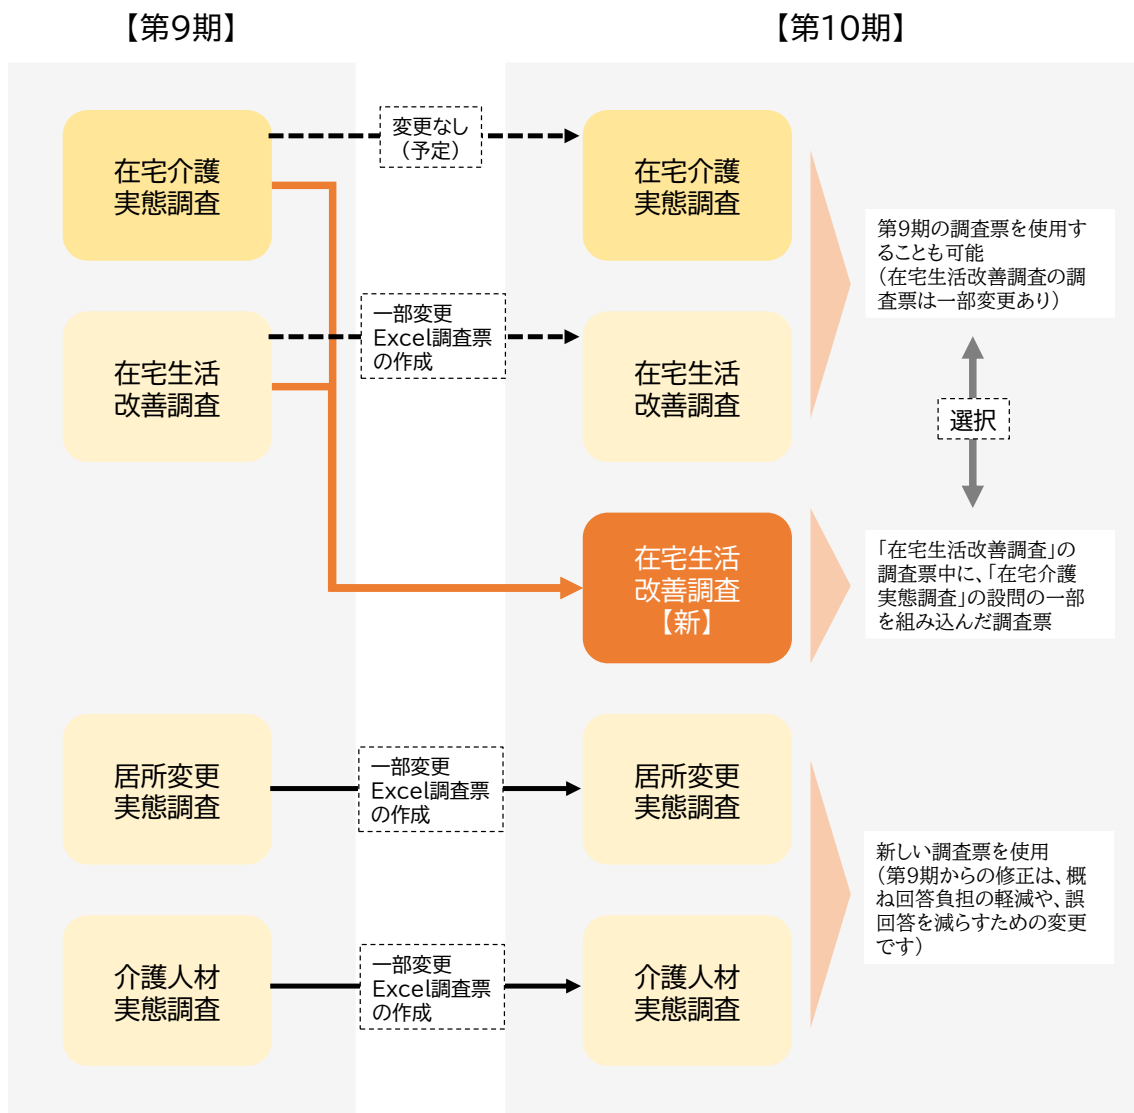 【第9期】
【第10期】
在宅介護
実態調査
変更なし
（予定）
在宅介護
実態調査
第9期の調査票を使用す
ることも可能
（在宅生活改善調査の調
査票は一部変更あり）
在宅生活
改善調査
一部変更
Excel調査票
の作成
在宅生活
改善調査
選択
在宅生活
改善調査
【新】
「在宅生活改善調査」の
調査票中に、「在宅介護
実態調査」の設問の一部
を組み込んだ調査票
居所変更
実態調査
一部変更
Excel調査票
の作成
居所変更
実態調査
新しい調査票を使用
（第9期からの修正は、概
ね回答負担の軽減や、誤
回答を減らすための変更
です）
介護人材
実態調査
一部変更
Excel調査票
の作成
介護人材
実態調査